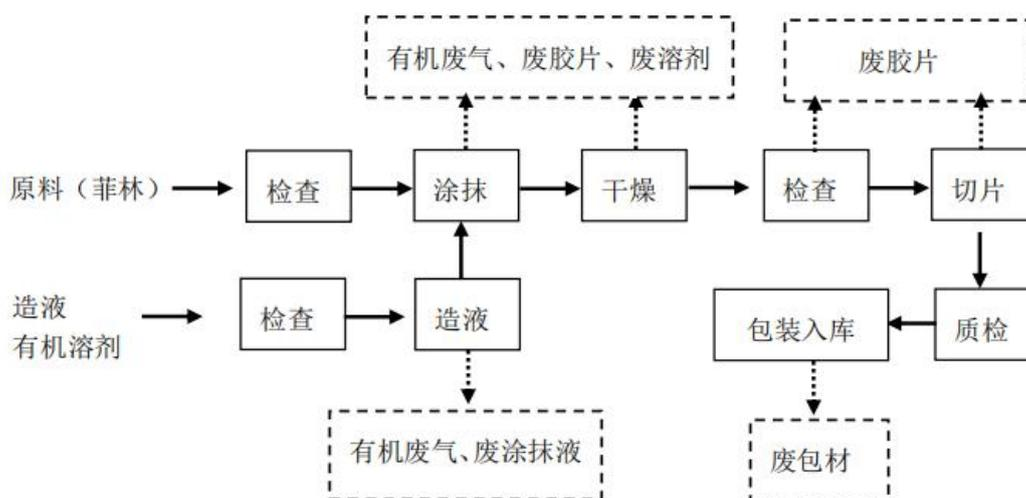 有机废气、废胶片、废溶剂
废胶片
原料（菲林）
检查
涂抹
干燥
检查
切片
造液
有机溶剂
检查
造液
包装入库
质检
有机废气、废涂抹液
废包材